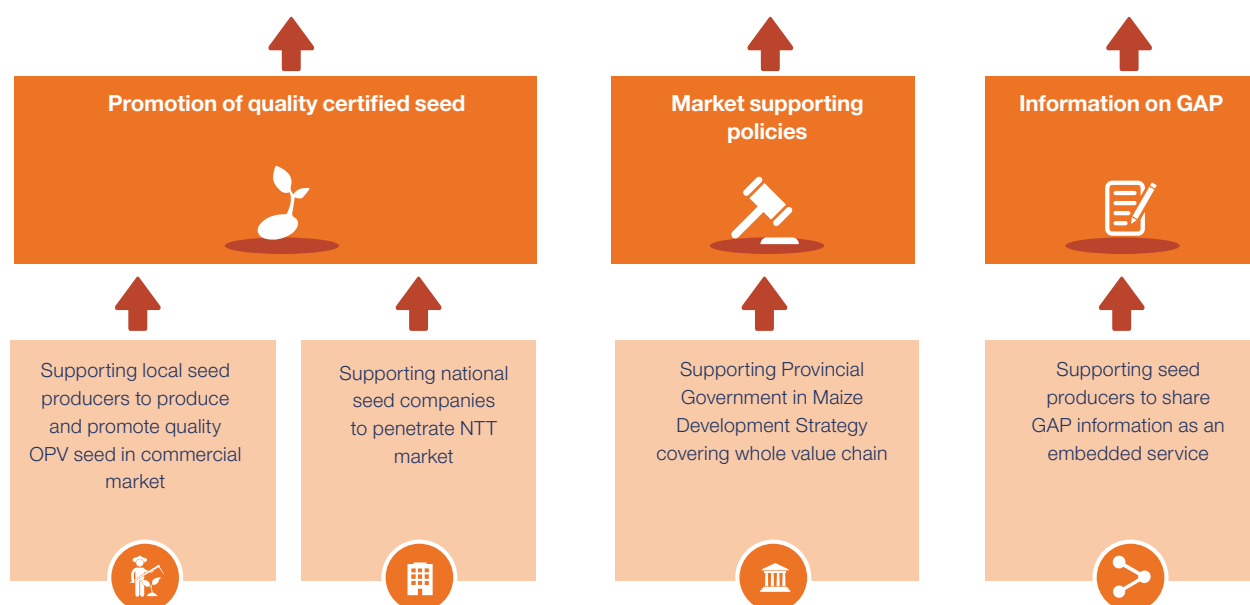 Promotion of quality certified seed
Market supporting
policies
Information on GAP
Supporting local seed
producers to produce
and promote quality
OPV seed in commercial
market
Supporting national
seed companies
to penetrate NTT
market
Supporting Provincial
Government in Maize
Development Strategy
covering whole value chain
Supporting seed
producers to share
GAP information as an
embedded service